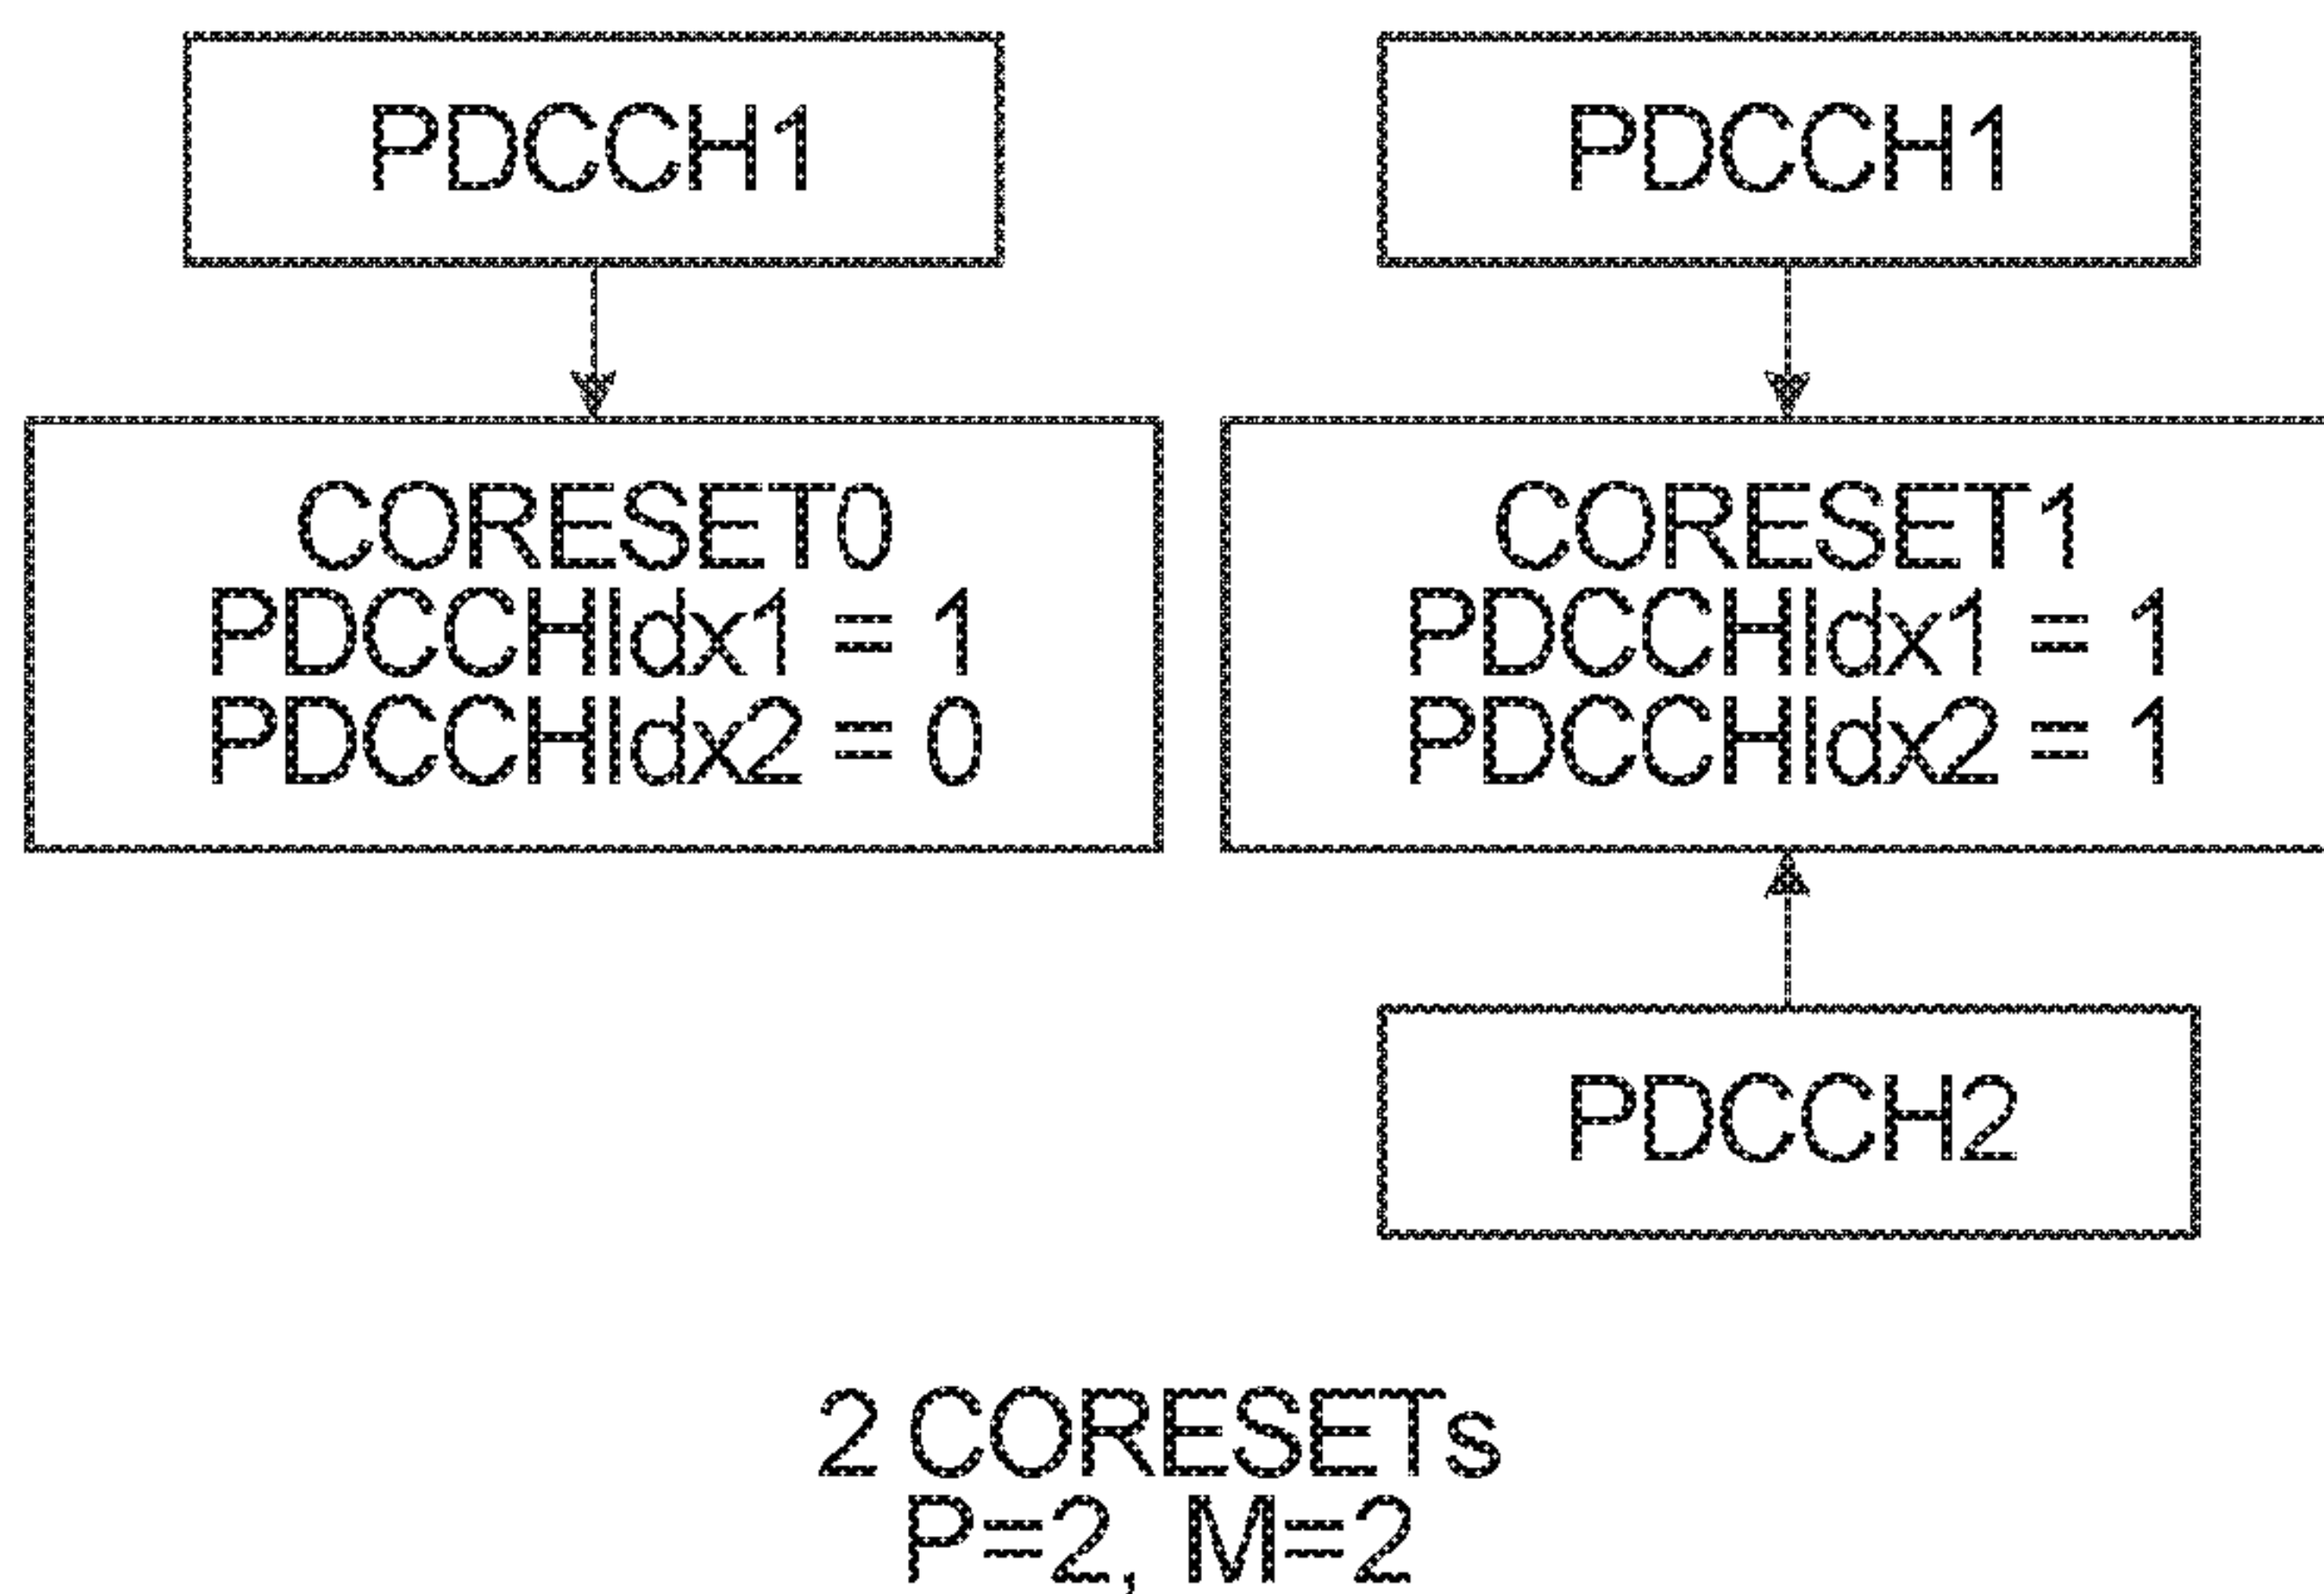 PDCCH1
PDCCH1
CORESET0
PDCCHIdx1 = 1
PDCCHIdx2 = 0
CORESET1
PDCCHIdx1 = 1
PDCCHIdx2 = 1
PDCCH2
2 CORESETs
P=2, M=2